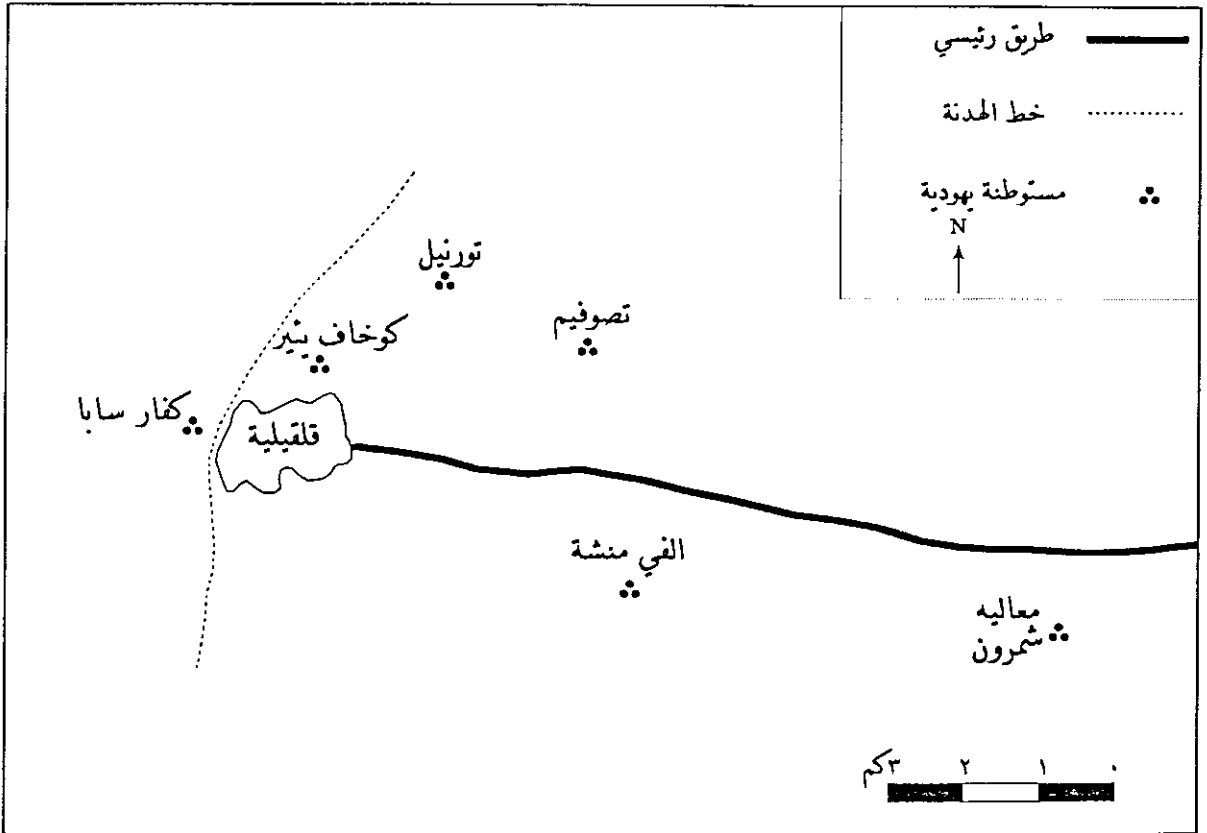 طريق رئيسي
خط الهدنة
مستوطنة يهودية
N
تورنيل
تصوفيم
كوخاف يئير
كفار سابا
قلقيلية
الفي منشة
معاليه
شمرون
٣كم ٢ ١ ٠